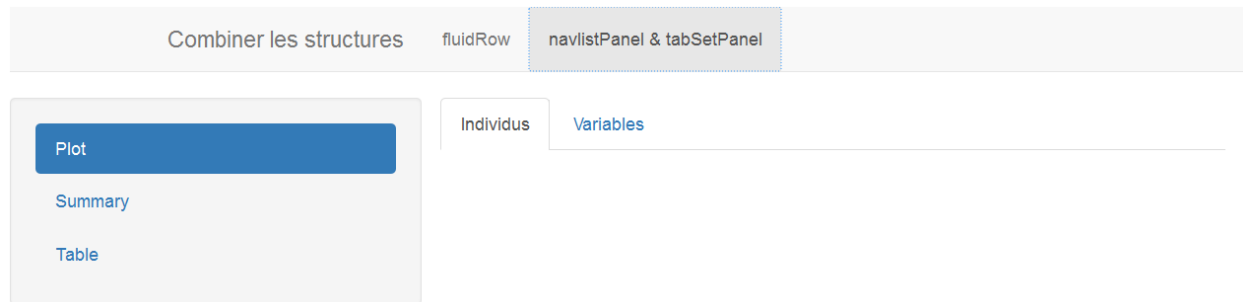 Combiner les structures fluidRow navlistPanel & tabSetPanel
Plot
Summary
Table
Individus Variables